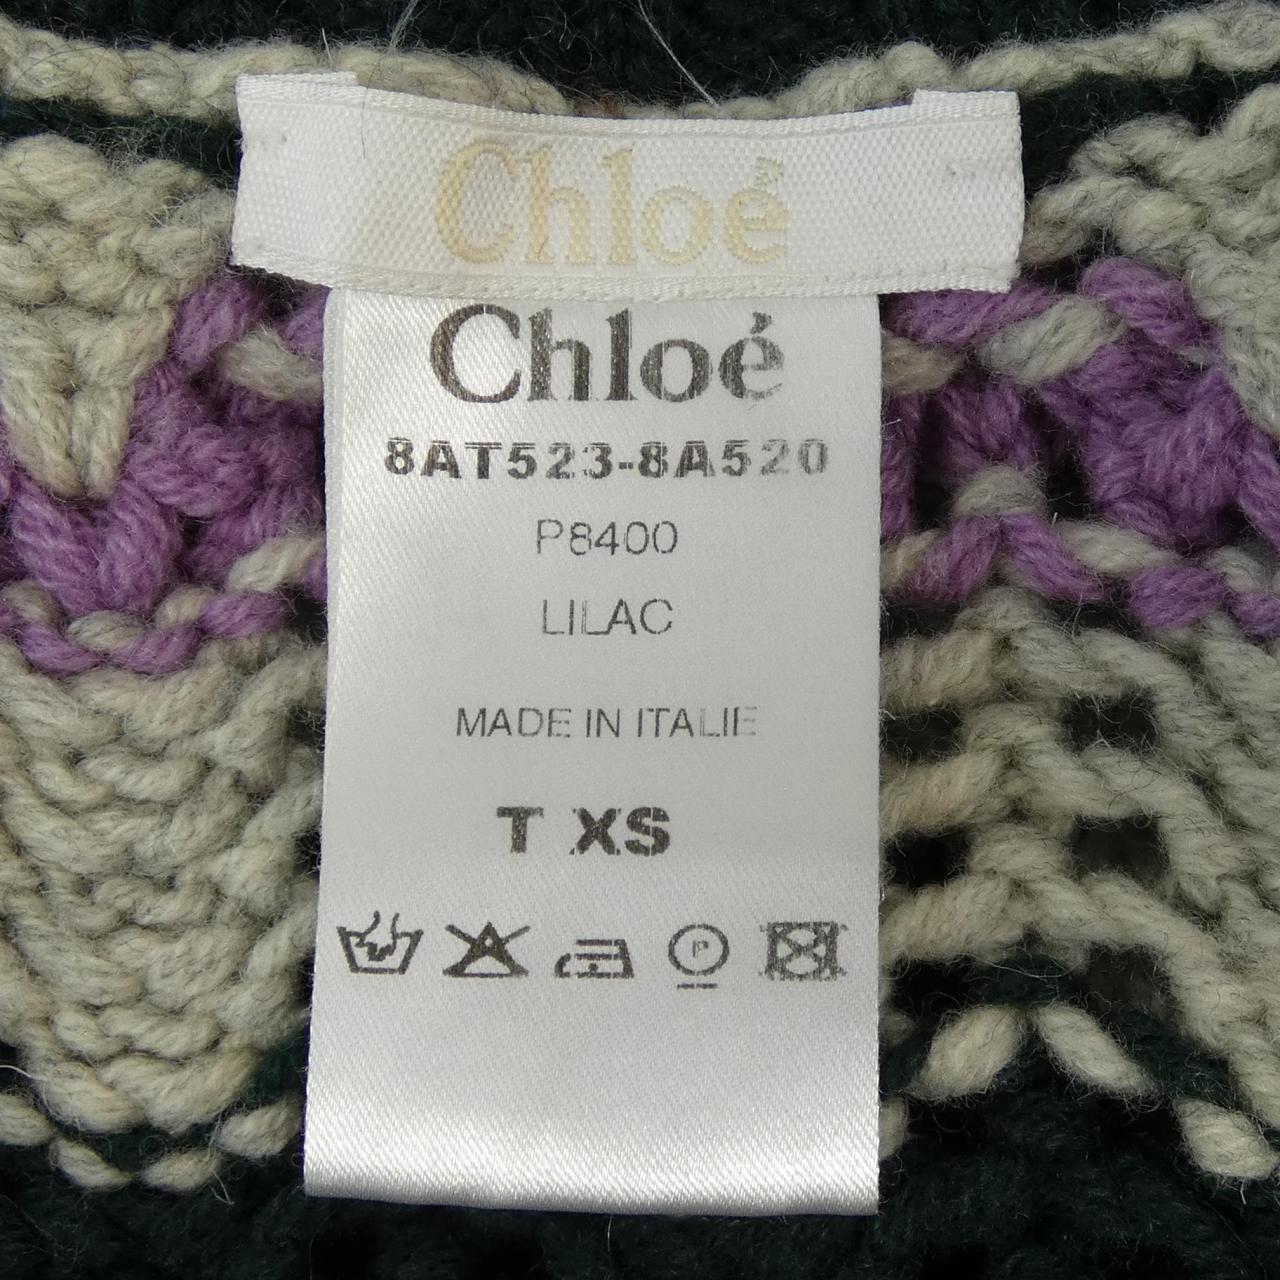 Chloé
Chloé
8AT523-8A520
P8400
LILAC
MADE IN ITALIE
T XS
P